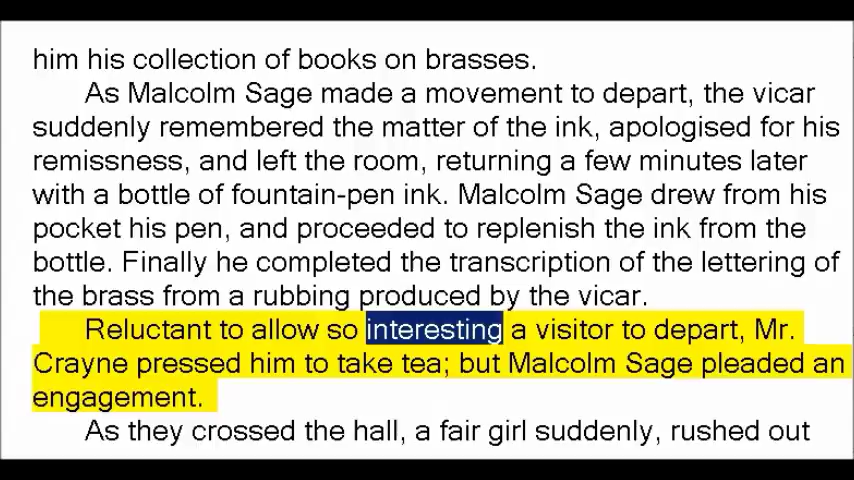 him his collection of books on brasses.
As Malcolm Sage made a movement to depart, the vicar
suddenly remembered the matter of the ink, apologised for his
remissness, and left the room, returning a few minutes later
with a bottle of fountain-pen ink. Malcolm Sage drew from his
pocket his pen, and proceeded to replenish the ink from the
bottle. Finally he completed the transcription of the lettering of
the brass from a rubbing produced by the vicar.
Reluctant to allow so interesting a visitor to depart, Mr.
Crayne pressed him to take tea; but Malcolm Sage pleaded an
engagement.
As they crossed the hall, a fair girl suddenly, rushed out